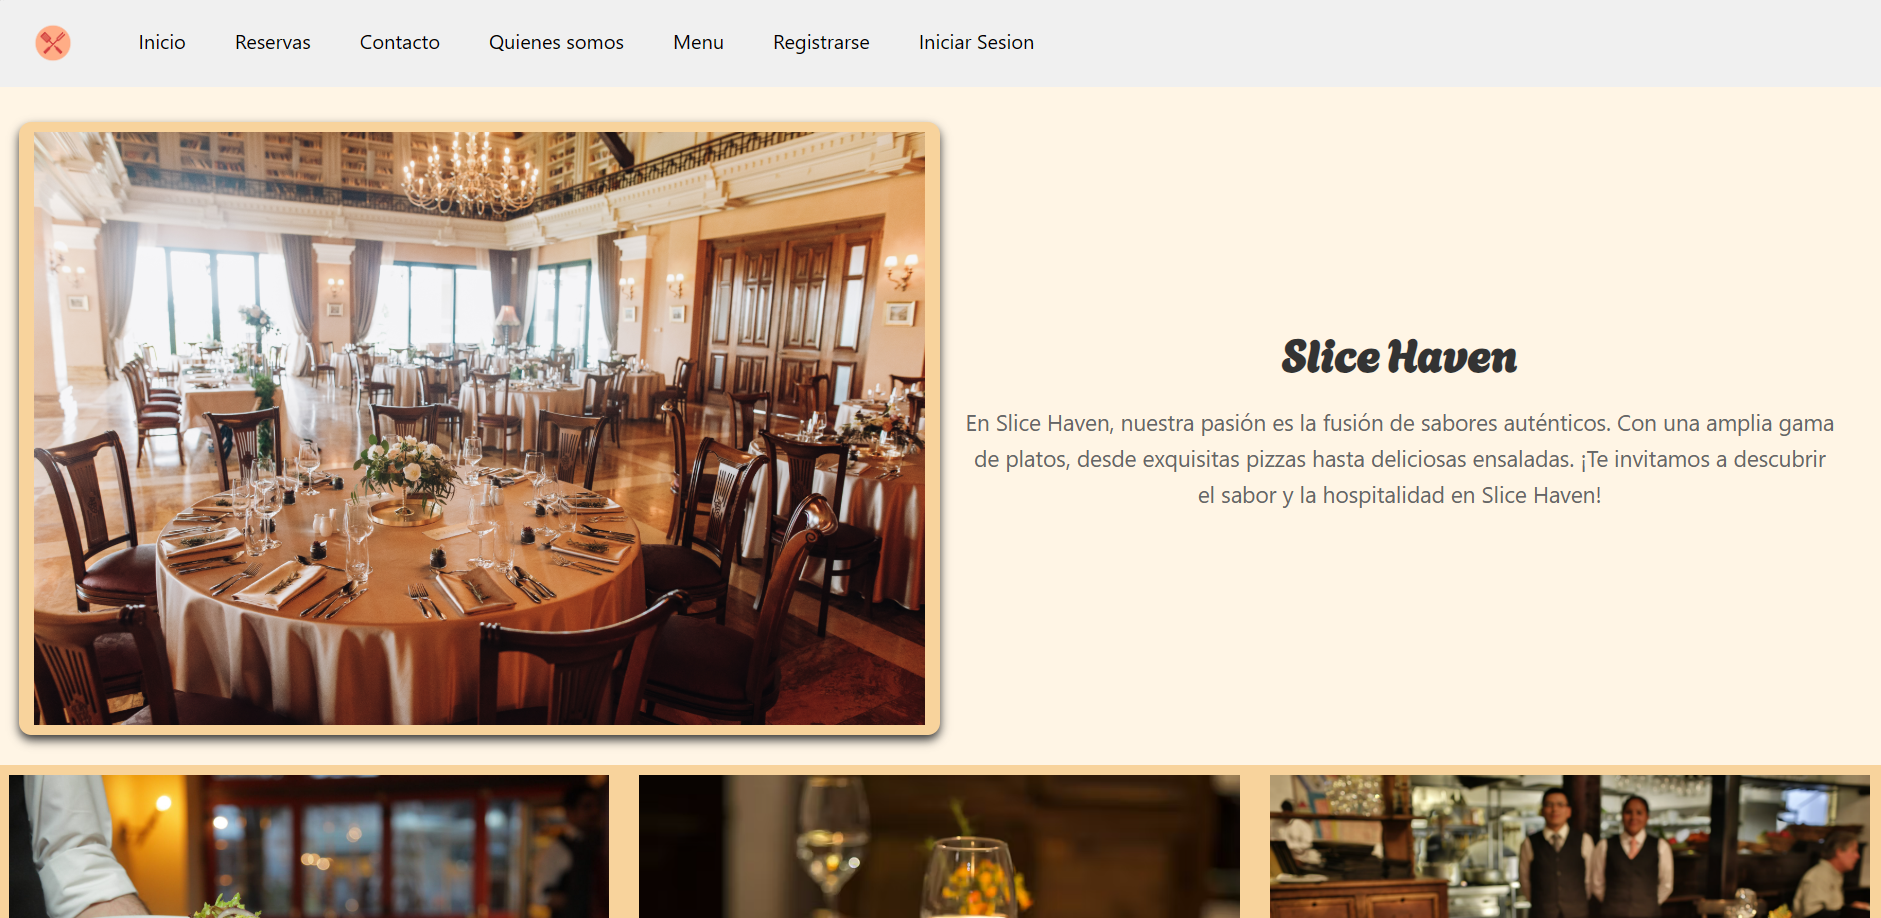 Inicio Reservas Contacto Quienes somos Menu Registrarse Iniciar Sesion
Slice Haven
En Slice Haven, nuestra pasión es la fusión de sabores auténticos. Con una amplia gama
de platos, desde exquisitas pizzas hasta deliciosas ensaladas. ¡Te invitamos a descubrir
el sabor y la hospitalidad en Slice Haven!